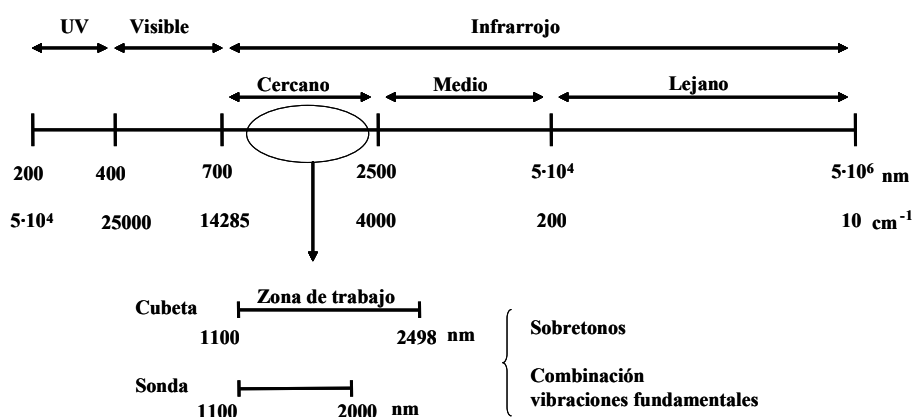 UV Visible Infrarrojo
Cercano Medio Lejano
200 400 700 2500 5·10⁴ 5·10⁶ nm
5·10⁴ 25000 14285 4000 200 10 cm⁻¹
Cubeta Zona de trabajo
1100 2498 nm
Sobretonos
Sonda
1100 2000 nm
Combinación
vibraciones fundamentales